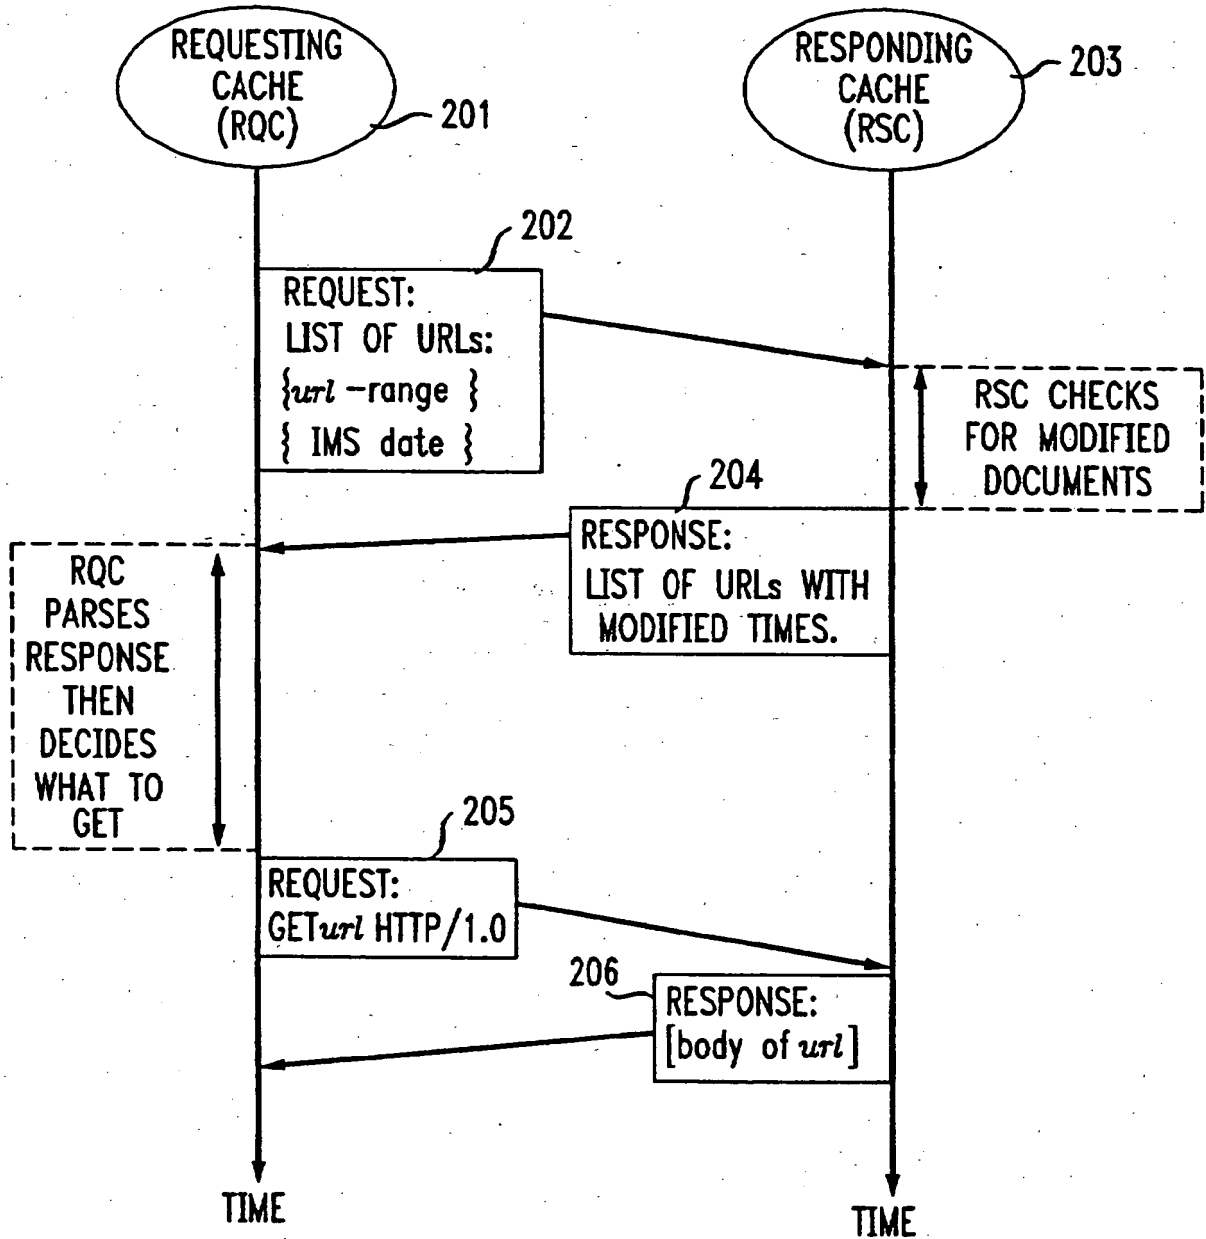 REQUESTING
CACHE
(RQC)
201
RESPONDING
CACHE
(RSC)
203
202
REQUEST:
LIST OF URLs:
{url -range }
{ IMS date }
RSC CHECKS
FOR MODIFIED
DOCUMENTS
204
RESPONSE:
LIST OF URLs WITH
MODIFIED TIMES.
RQC
PARSES
RESPONSE
THEN
DECIDES
WHAT TO
GET
205
REQUEST:
GET url HTTP/1.0
206
RESPONSE:
[body of url]
TIME
TIME